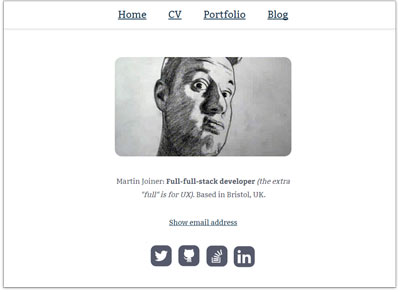 Home CV Portfolio Blog
Martin Joiner: Full-full-stack developer (the extra
"full" is for UX). Based in Bristol, UK.
Show email address
in